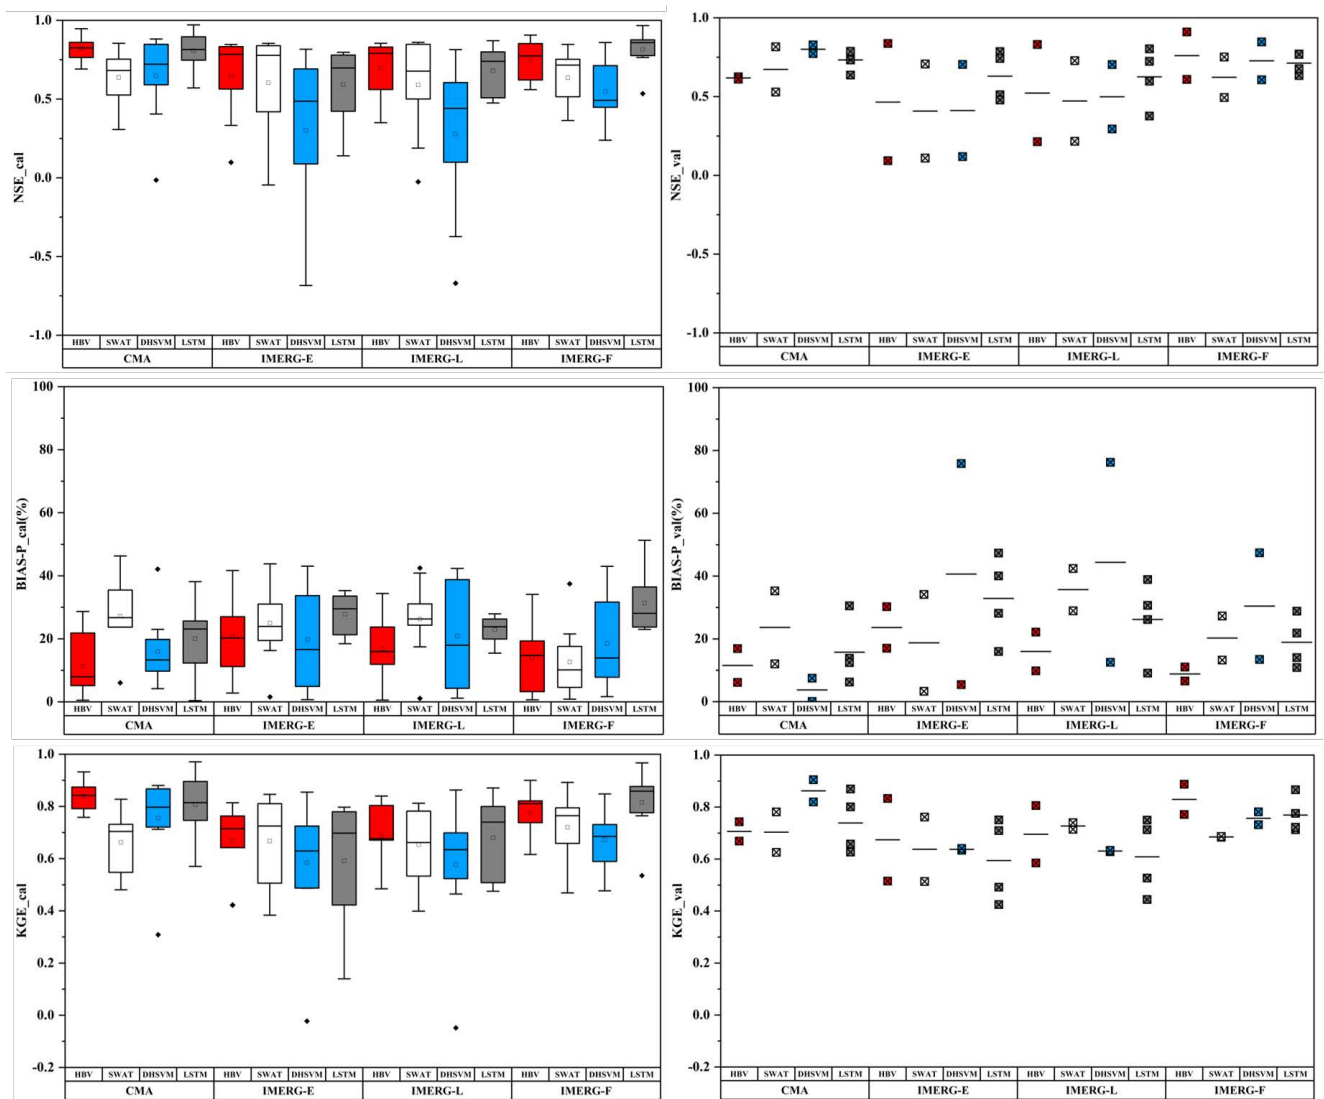 NSE_cal
1.0
0.5
0.0
-0.5
-1.0
HBV SWAT DHSVM LSTM HBV SWAT DHSVM LSTM HBV SWAT DHSVM LSTM HBV SWAT DHSVM LSTM
CMA IMERG-E IMERG-L IMERG-F
NSE_val
1.0
0.5
0.0
-0.5
-1.0
HBV SWAT DHSVM LSTM HBV SWAT DHSVM LSTM HBV SWAT DHSVM LSTM HBV SWAT DHSVM LSTM
CMA IMERG-E IMERG-L IMERG-F
BIAS-P_cal(%)
100
80
60
40
20
0
HBV SWAT DHSVM LSTM HBV SWAT DHSVM LSTM HBV SWAT DHSVM LSTM HBV SWAT DHSVM LSTM
CMA IMERG-E IMERG-L IMERG-F
BIAS-P_val(%)
100
80
60
40
20
0
HBV SWAT DHSVM LSTM HBV SWAT DHSVM LSTM HBV SWAT DHSVM LSTM HBV SWAT DHSVM LSTM
CMA IMERG-E IMERG-L IMERG-F
KGE_cal
1.0
0.8
0.6
0.4
0.2
0.0
-0.2
HBV SWAT DHSVM LSTM HBV SWAT DHSVM LSTM HBV SWAT DHSVM LSTM HBV SWAT DHSVM LSTM
CMA IMERG-E IMERG-L IMERG-F
KGE_val
1.0
0.8
0.6
0.4
0.2
0.0
-0.2
HBV SWAT DHSVM LSTM HBV SWAT DHSVM LSTM HBV SWAT DHSVM LSTM HBV SWAT DHSVM LSTM
CMA IMERG-E IMERG-L IMERG-F